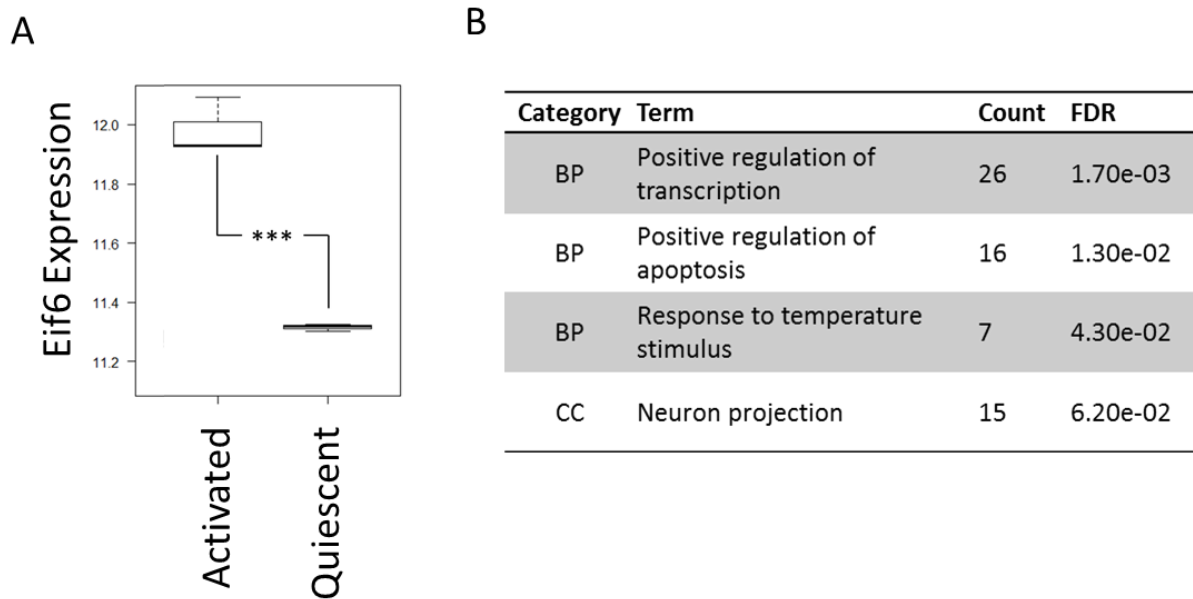 A
Eif6 Expression
12.0
11.8
11.6
11.4
11.2
***
Activated
Quiescent
B
Category Term Count FDR
BP Positive regulation of transcription 26 1.70e-03
BP Positive regulation of apoptosis 16 1.30e-02
BP Response to temperature stimulus 7 4.30e-02
CC Neuron projection 15 6.20e-02